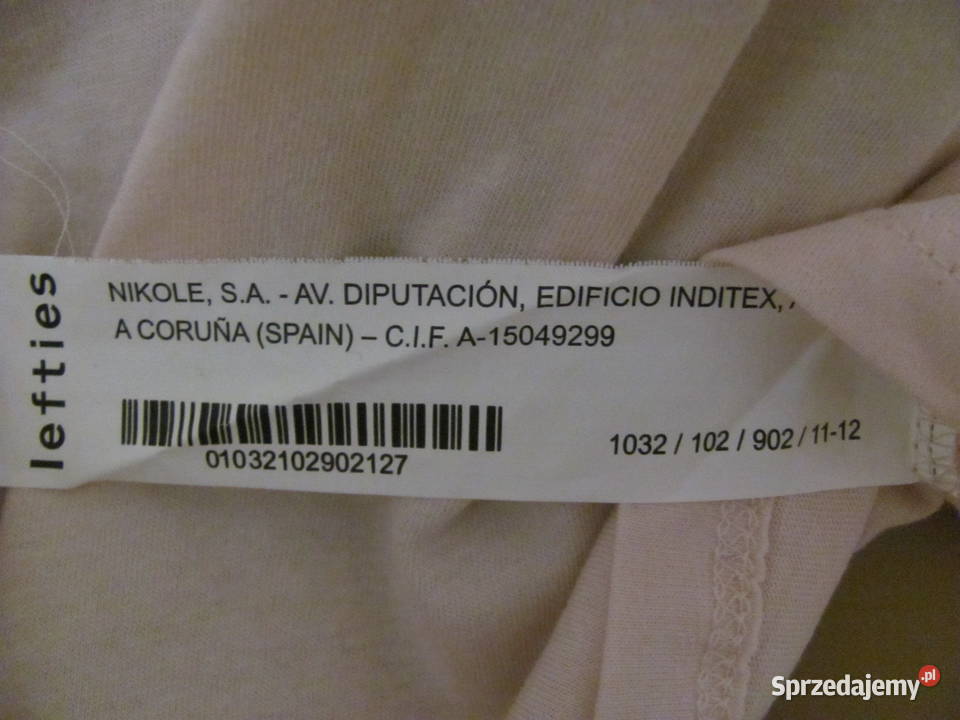 lefties
NIKOLE, S.A. - AV. DIPUTACIÓN, EDIFICIO INDITEX,
A CORUÑA (SPAIN) – C.I.F. A-15049299
01032102902127
1032 / 102 / 902 / 11-12
Sprzedajemy.pl